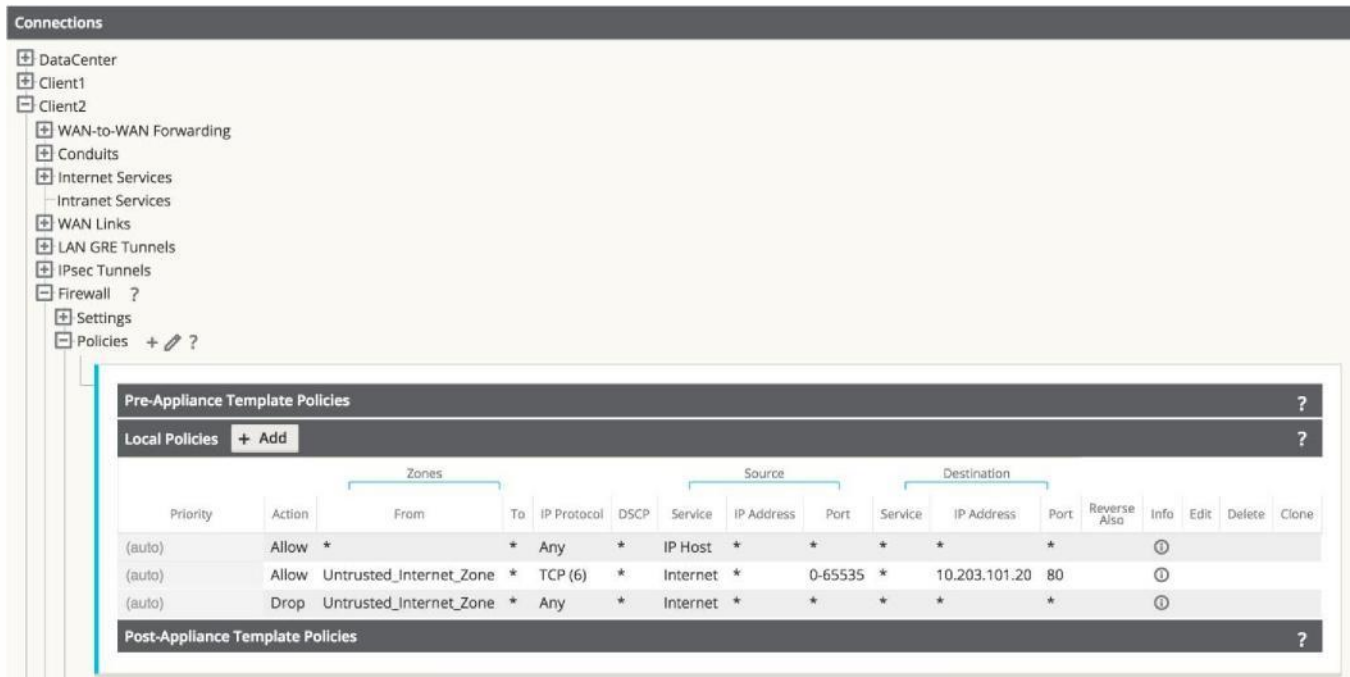 Connections
DataCenter
Client1
Client2
WAN-to-WAN Forwarding
Conduits
Internet Services
Intranet Services
WAN Links
LAN GRE Tunnels
IPsec Tunnels
Firewall ?
Settings
Policies + ?
Pre-Appliance Template Policies ?
Local Policies + Add ?
Zones Source Destination
Priority Action From To IP Protocol DSCP Service IP Address Port Service IP Address Port Reverse Also Info Edit Delete Clone
(auto) Allow * * Any * IP Host * * * * *
(auto) Allow Untrusted_Internet_Zone * TCP (6) * Internet * 0-65535 * 10.203.101.20 80
(auto) Drop Untrusted_Internet_Zone * Any * Internet * * * * *
Post-Appliance Template Policies ?